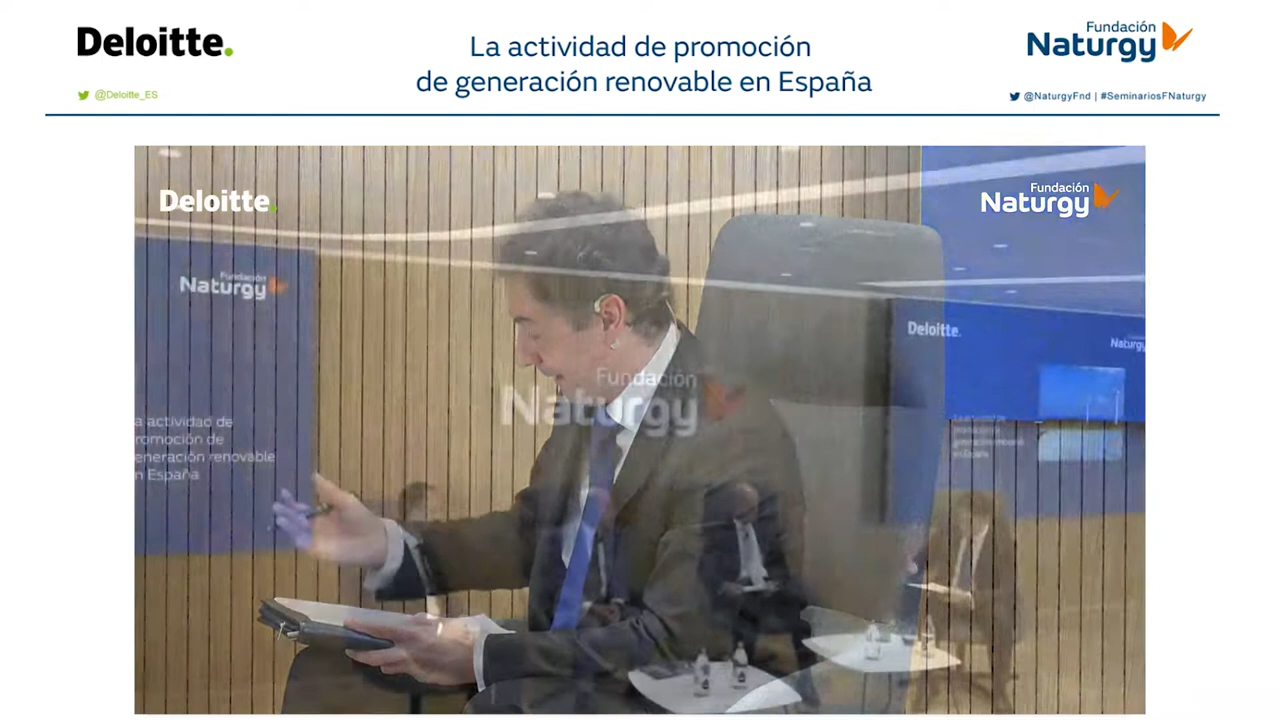 Deloitte.
@Deloitte_ES
La actividad de promoción
de generación renovable en España
Fundación
Naturgy
@NaturgyFnd | #SeminariosFNaturgy
Deloitte.
Fundación
Naturgy
Fundación
Naturgy
a actividad de
romoción de
eneración renovable
n España
Fundación
Naturgy
Deloitte.
Naturgy